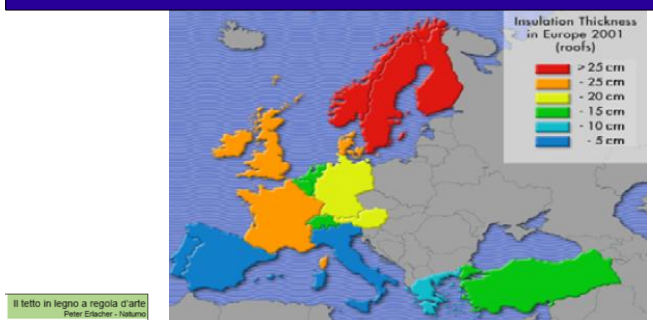 Insulation Thickness
in Europe 2001
(roofs)
> 25 cm
- 25 cm
- 20 cm
- 15 cm
- 10 cm
- 5 cm
Il tetto in legno a regola d'arte
Peter Erlacher - Naturno